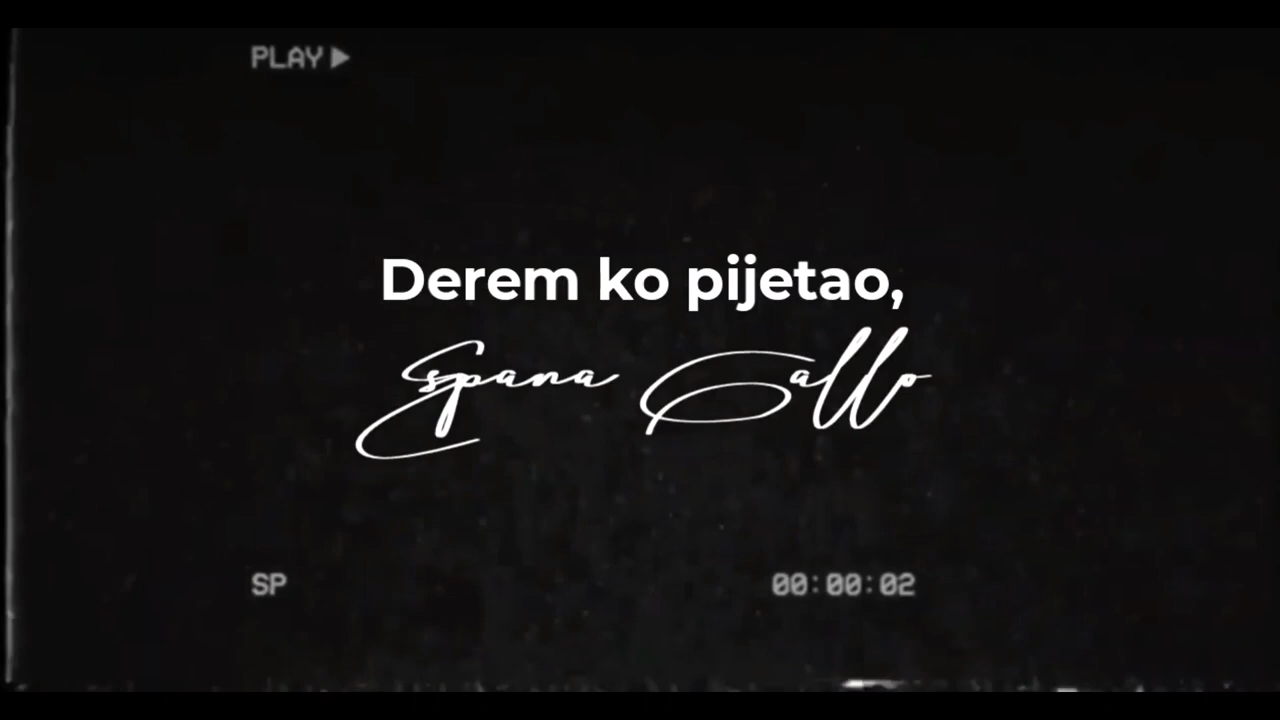 PLAY ▶
Derem ko pijetao,
Espana Gallo
SP
00:00:02